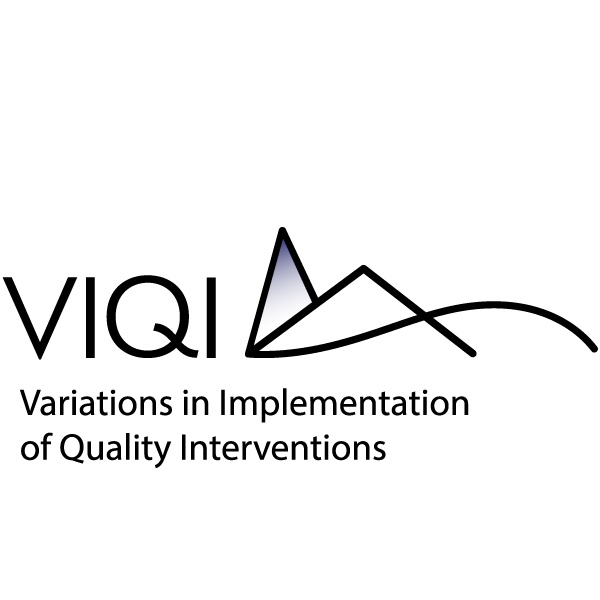 VIQI
Variations in Implementation
of Quality Interventions